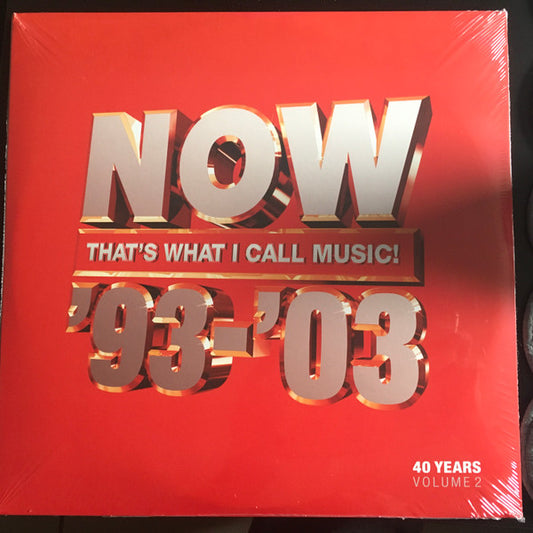 NOW
THAT'S WHAT I CALL MUSIC!
'93-'03
40 YEARS
VOLUME 2